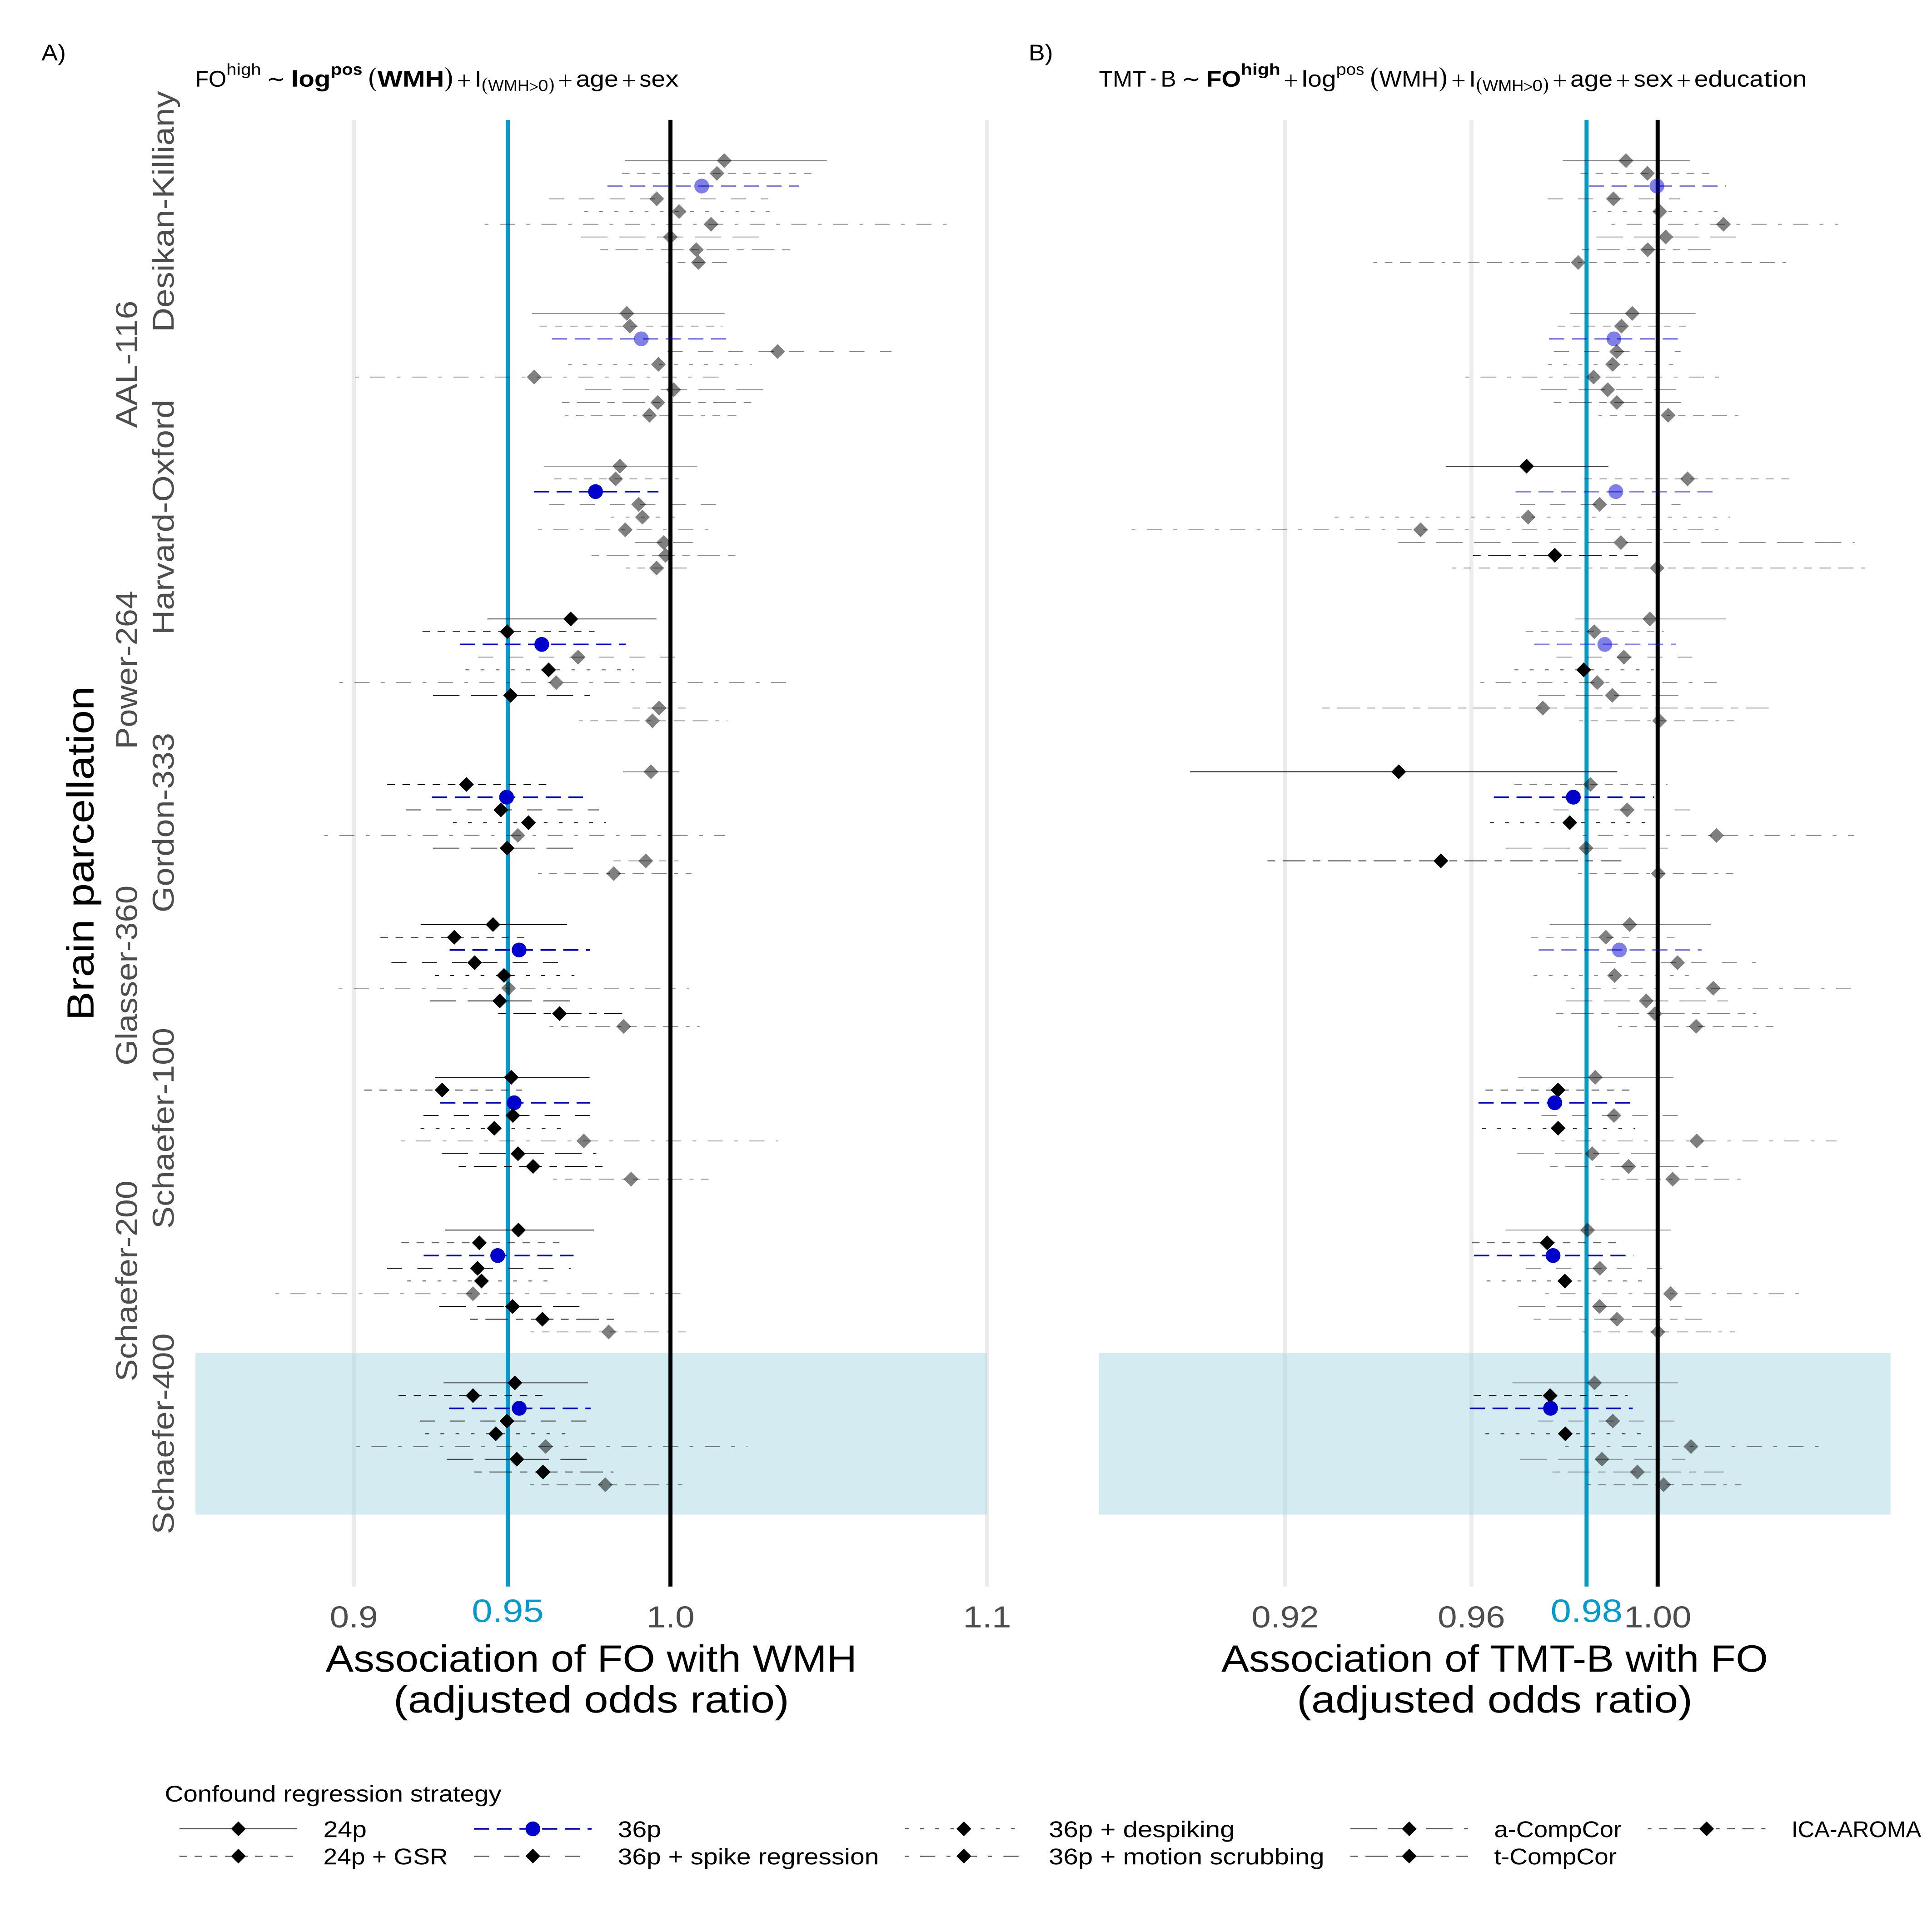 A)
FO^high ~ log^pos (WMH) + I_(WMH>0) + age + sex
B)
TMT - B ~ FO^high + log^pos (WMH) + I_(WMH>0) + age + sex + education
Brain parcellation
Desikan-Killiany
AAL-116
Harvard-Oxford
Power-264
Gordon-333
Glasser-360
Schaefer-100
Schaefer-200
Schaefer-400
0.9 0.95 1.0 1.1
Association of FO with WMH
(adjusted odds ratio)
0.92 0.96 0.98 1.00
Association of TMT-B with FO
(adjusted odds ratio)
Confound regression strategy
24p 36p 36p + despiking a-CompCor ICA-AROMA
24p + GSR 36p + spike regression 36p + motion scrubbing t-CompCor